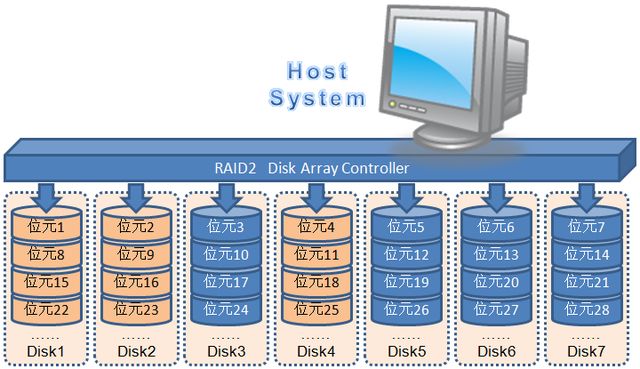 Host
System
RAID2 Disk Array Controller
位元1 位元2 位元3 位元4 位元5 位元6 位元7
位元8 位元9 位元10 位元11 位元12 位元13 位元14
位元15 位元16 位元17 位元18 位元19 位元20 位元21
位元22 位元23 位元24 位元25 位元26 位元27 位元28
…… …… …… …… …… …… ……
Disk1 Disk2 Disk3 Disk4 Disk5 Disk6 Disk7